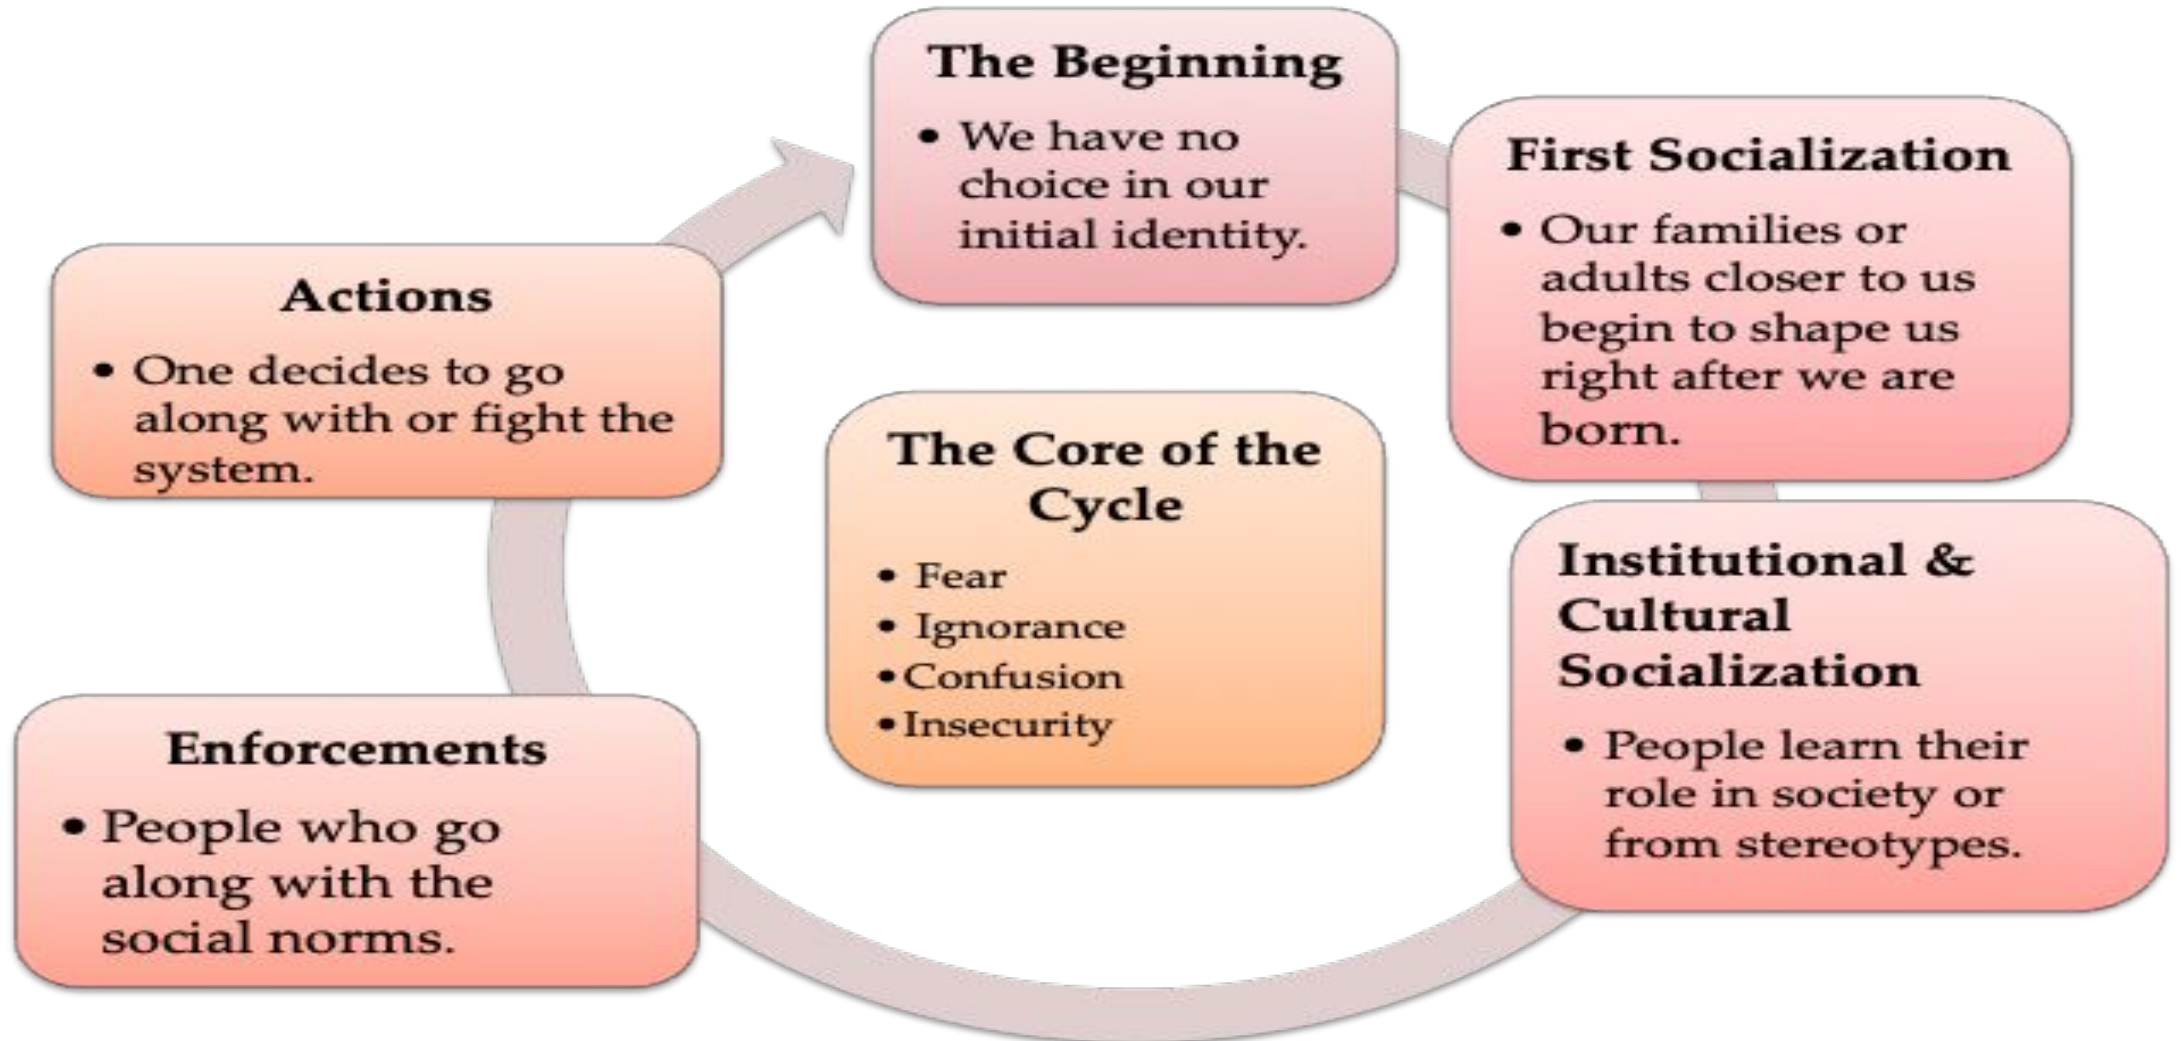 The Beginning
• We have no
choice in our
initial identity.
First Socialization
• Our families or
adults closer to us
begin to shape us
right after we are
born.
Institutional &
Cultural
Socialization
• People learn their
role in society or
from stereotypes.
Enforcements
• People who go
along with the
social norms.
Actions
• One decides to go
along with or fight the
system.
The Core of the
Cycle
• Fear
• Ignorance
• Confusion
• Insecurity